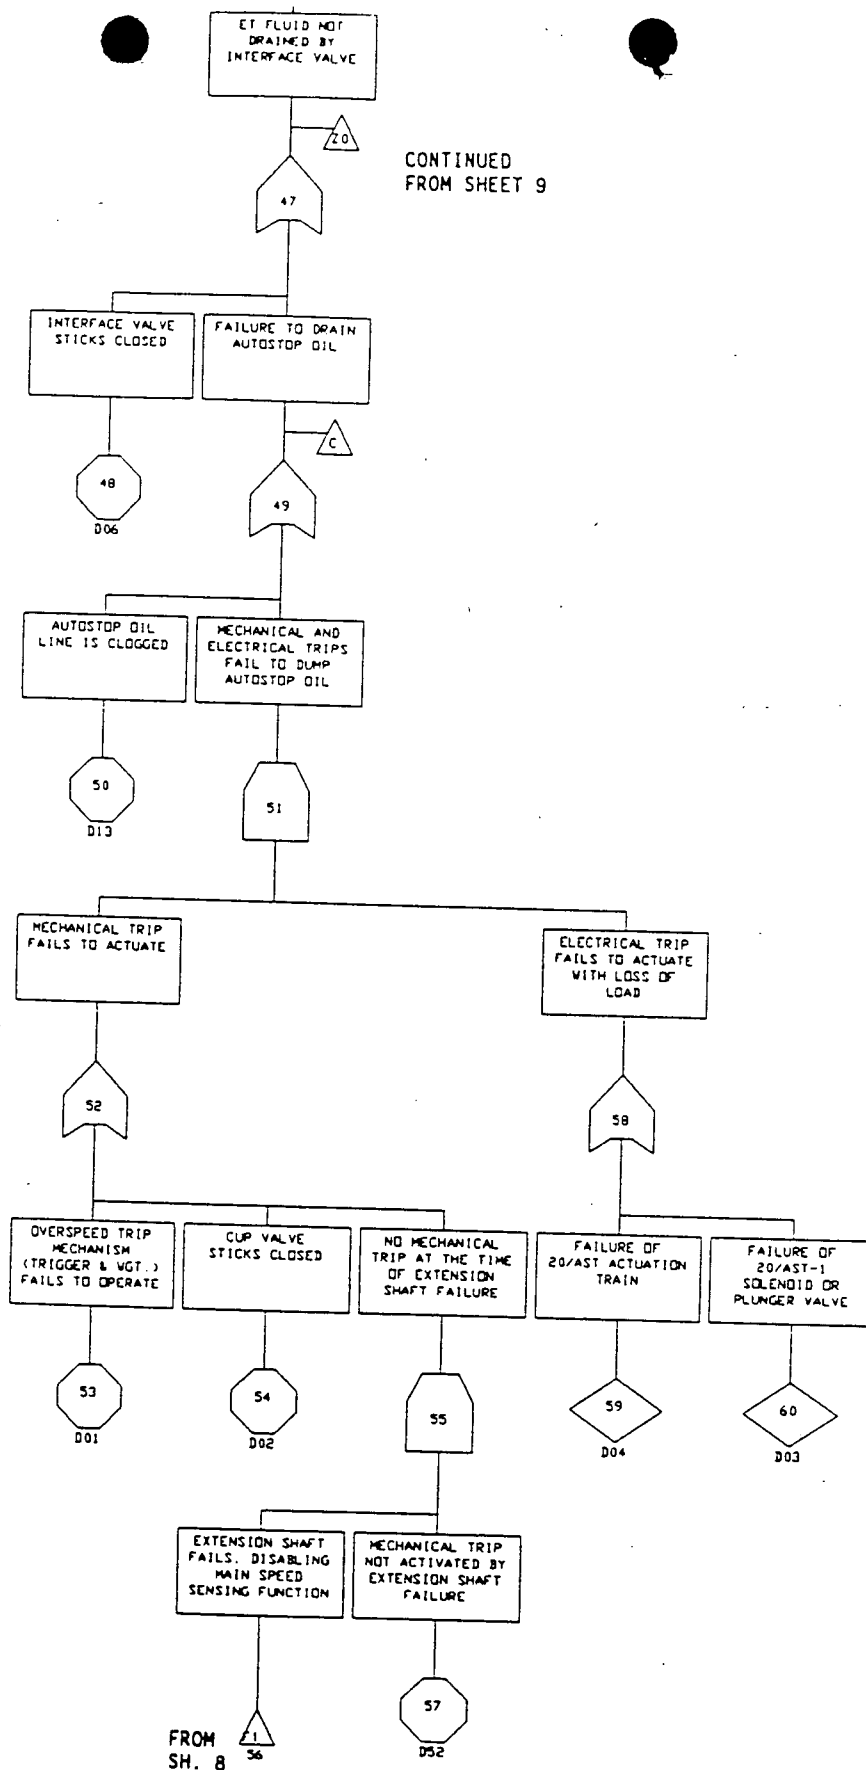 ET FLUID NOT
DRAINED BY
INTERFACE VALVE
20
CONTINUED
FROM SHEET 9
47
INTERFACE VALVE
STICKS CLOSED
FAILURE TO DRAIN
AUTOSTOP OIL
C
48
D06
49
AUTOSTOP OIL
LINE IS CLOGGED
MECHANICAL AND
ELECTRICAL TRIPS
FAIL TO DUMP
AUTOSTOP OIL
50
D13
51
MECHANICAL TRIP
FAILS TO ACTUATE
ELECTRICAL TRIP
FAILS TO ACTUATE
WITH LOSS OF
LOAD
52
58
OVERSPEED TRIP
MECHANISM
(TRIGGER & WGT.)
FAILS TO OPERATE
CUP VALVE
STICKS CLOSED
NO MECHANICAL
TRIP AT THE TIME
OF EXTENSION
SHAFT FAILURE
FAILURE OF
20/AST ACTUATION
TRAIN
FAILURE OF
20/AST-1
SOLENOID OR
PLUNGER VALVE
53
D01
54
D02
55
59
D04
60
D03
EXTENSION SHAFT
FAILS, DISABLING
MAIN SPEED
SENSING FUNCTION
MECHANICAL TRIP
NOT ACTIVATED BY
EXTENSION SHAFT
FAILURE
57
D52
FROM
SH. 8
56